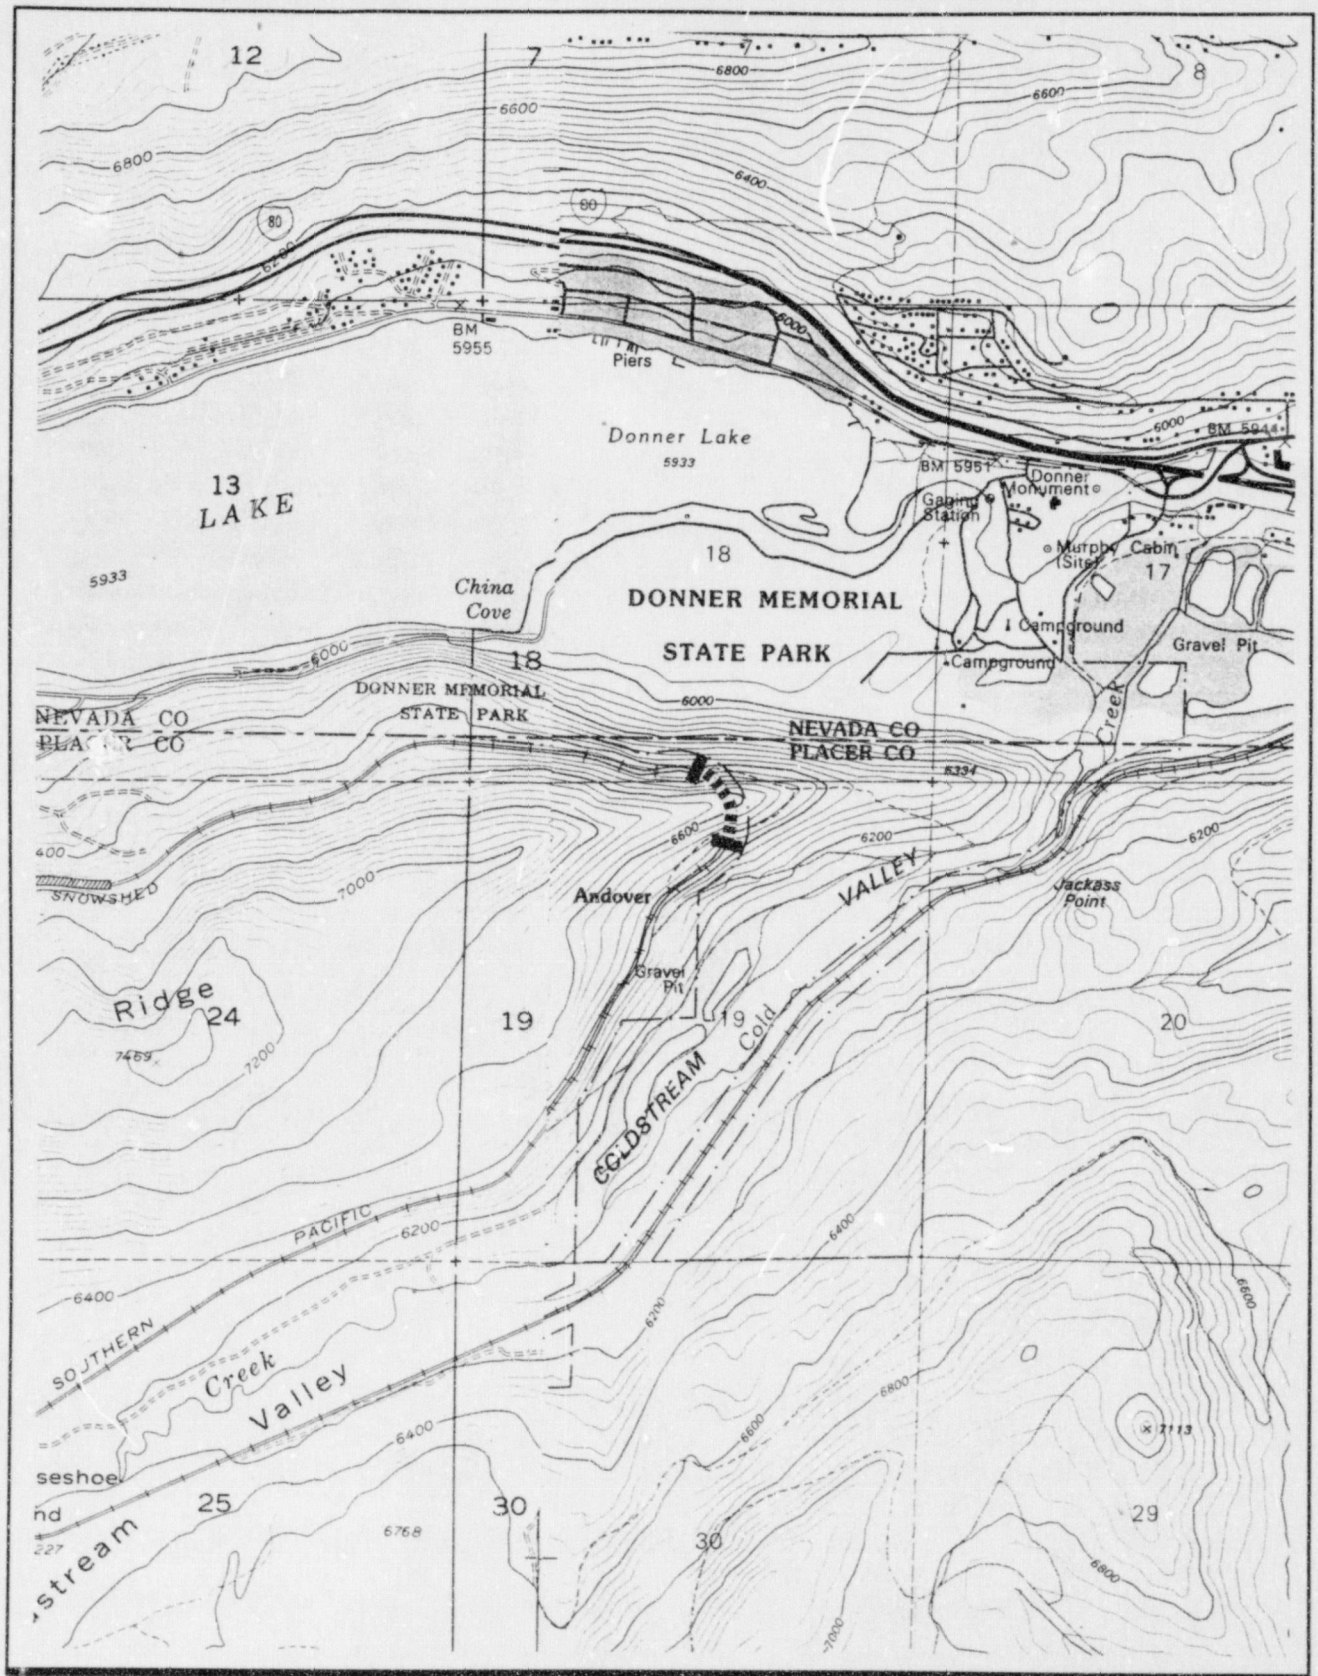 12
7
7
8
6800
6600
6600
6800
6400
80
80
6200
6000
BM
5955
Piers
Donner Lake
5933
6000
BM 5944
BM 5951
Donner
Monument
Gaging
Station
13
LAKE
18
Murphy Cabin
(Site)
17
5933
China
Cove
DONNER MEMORIAL
STATE PARK
Campground
Gravel Pit
Campground
6000
18
DONNER MEMORIAL
STATE PARK
6000
Creek
NEVADA CO
PLACER CO
NEVADA CO
PLACER CO
6334
6600
6200
6200
400
SNOWSHED
7000
VALLEY
Andover
Jackass
Point
Gravel
Pit
Ridge
24
19
19
Cold
20
7469
7200
COLDSTREAM
PACIFIC
6200
6400
6400
6200
6600
SOUTHERN
Creek
Valley
6400
6800
6600
7113
seshoe
nd
227
25
30
6768
30
29
stream
6800
7000